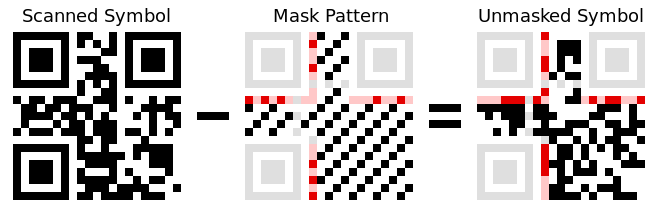 Scanned Symbol
Mask Pattern
Unmasked Symbol